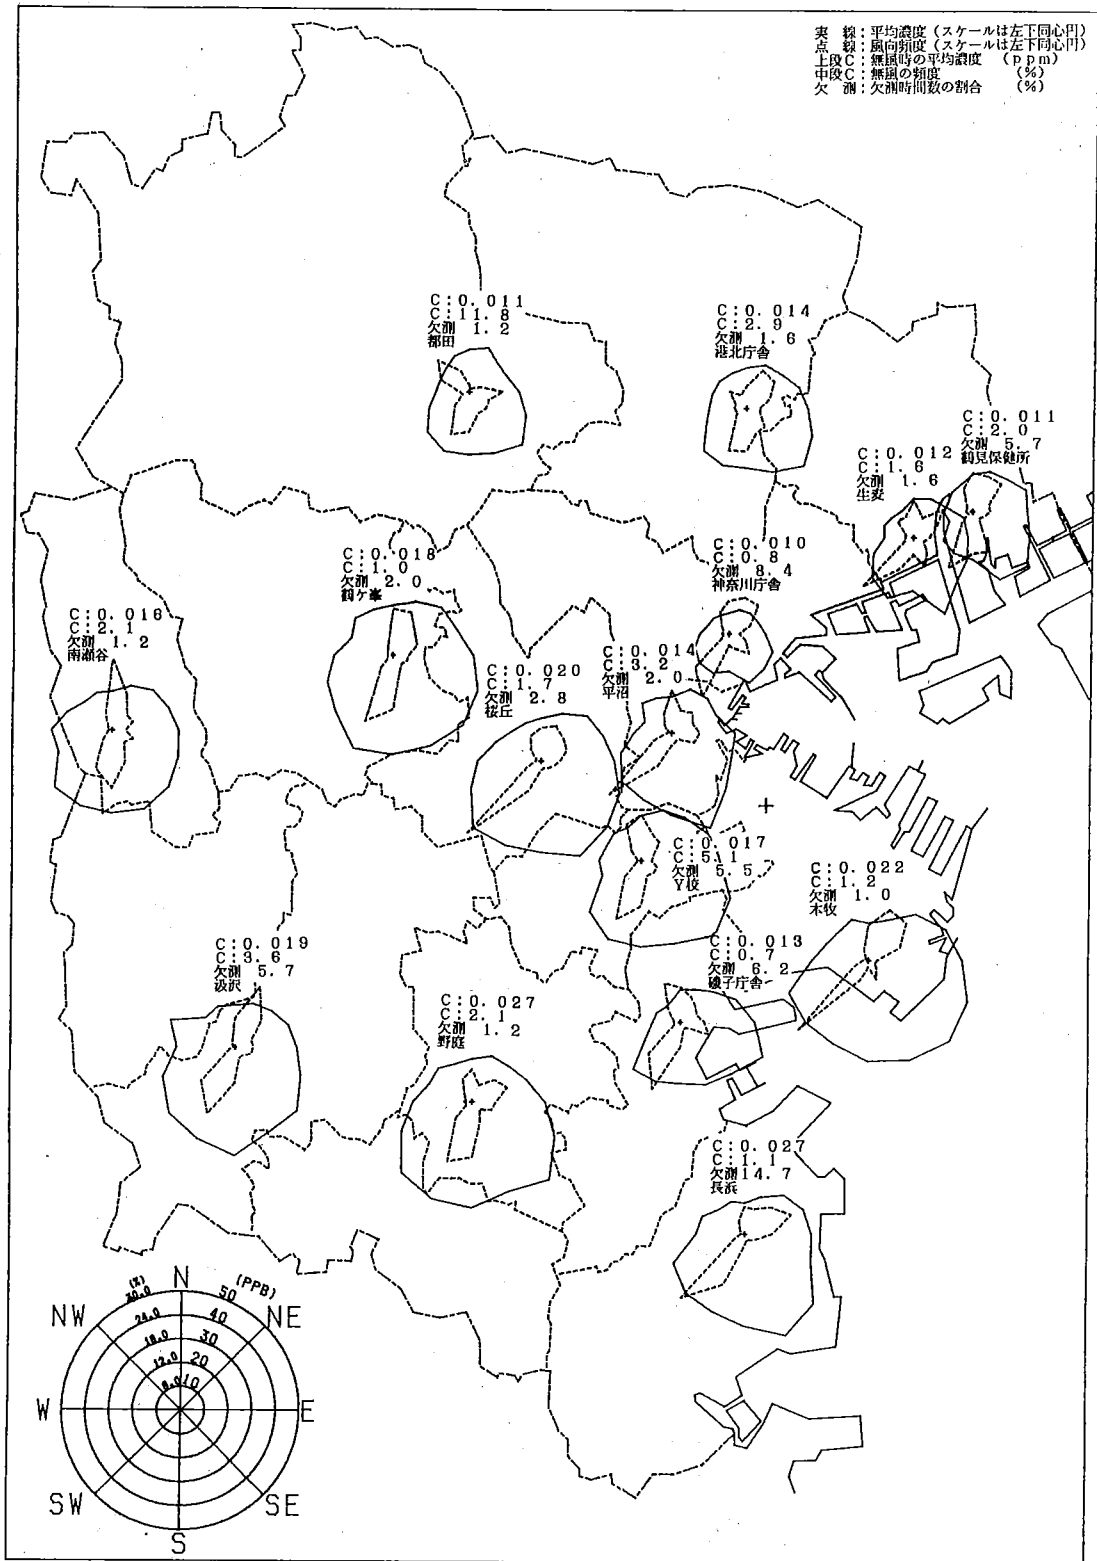 実　線：平均濃度（スケールは左下同心円）
点　線：風向頻度（スケールは左下同心円）
上段C：無風時の平均濃度　（ppm）
中段C：無風の頻度　（%）
欠　測：欠測時間数の割合　（%）
C:0.011
C:11.8
欠測 1.2
都田
C:0.014
C:2.9
欠測 1.6
港北庁舎
C:0.011
C:2.0
欠測 5.7
鶴見保健所
C:0.012
C:1.6
欠測 1.6
生麦
C:0.018
C:1.0
欠測 2.0
鶴ケ峯
C:0.010
C:0.8
欠測 8.4
神奈川庁舎
C:0.016
C:2.1
欠測 1.2
南瀬谷
C:0.020
C:1.7
欠測 2.8
桜丘
C:0.014
C:3.2
欠測 2.0
平沼
C:0.017
C:5.1
欠測 5.5
Y校
C:0.022
C:1.2
欠測 1.0
本牧
C:0.019
C:3.6
欠測 5.7
汲沢
C:0.013
C:0.7
欠測 6.2
磯子庁舎
C:0.027
C:2.1
欠測 1.2
野庭
C:0.027
C:1.1
欠測14.7
長浜
(%) N (PPB)
30.0 50
NW 24.0 40 NE
18.0 30
12.0 20
6.0 10
W E
SW SE
S